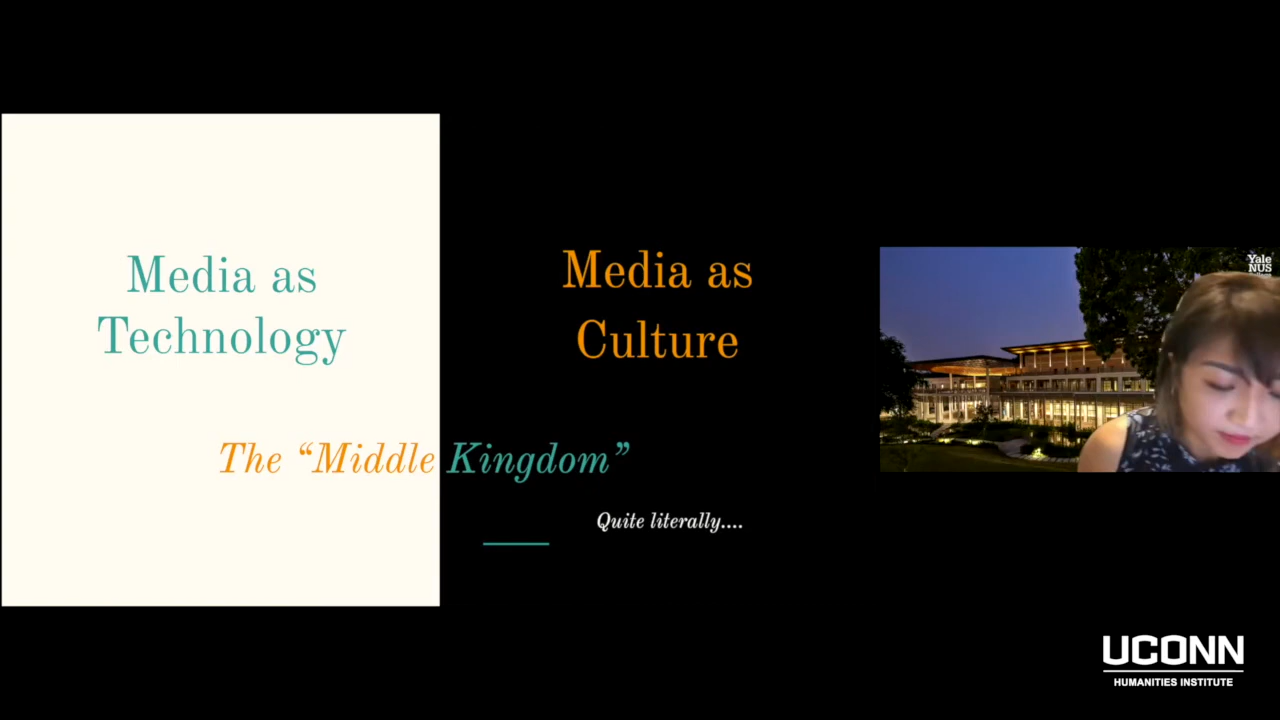 Media as
Technology
Media as
Culture
The “Middle Kingdom”
Quite literally....
Yale
NUS
UCONN
HUMANITIES INSTITUTE